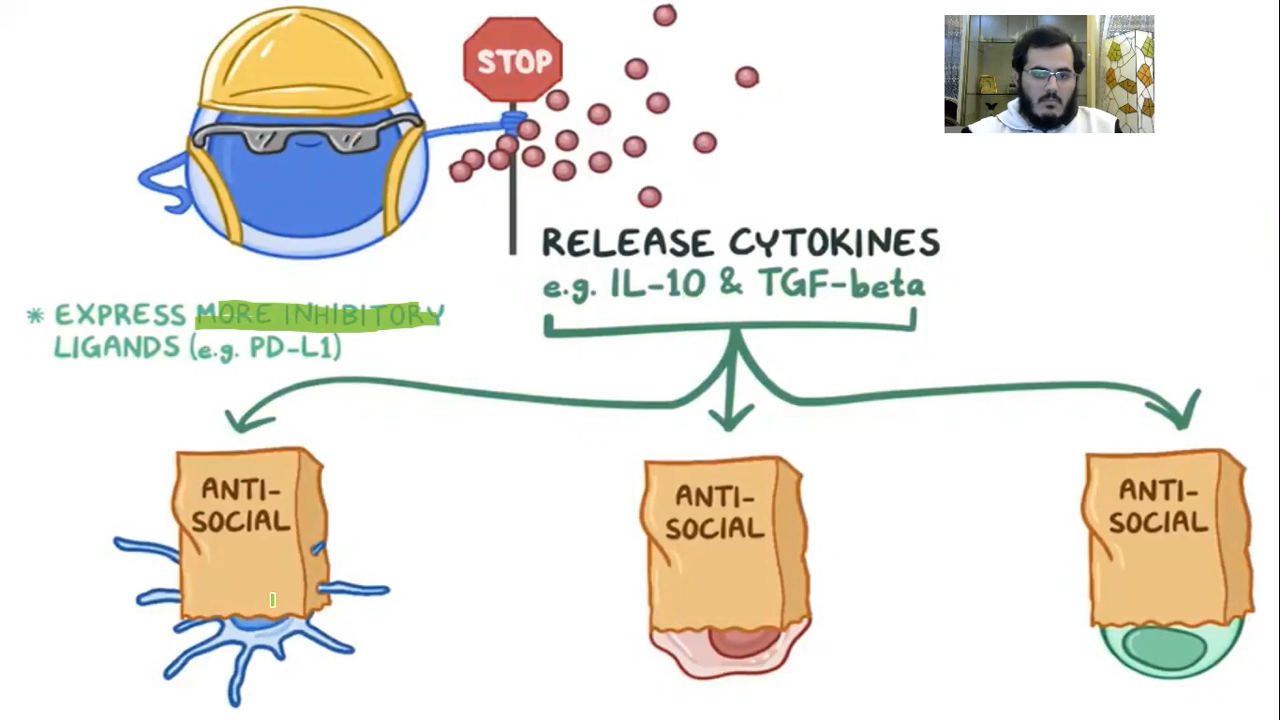 STOP
RELEASE CYTOKINES
e.g. IL-10 & TGF-beta
* EXPRESS MORE INHIBITORY
LIGANDS (e.g. PD-L1)
ANTI-
SOCIAL
ANTI-
SOCIAL
ANTI-
SOCIAL